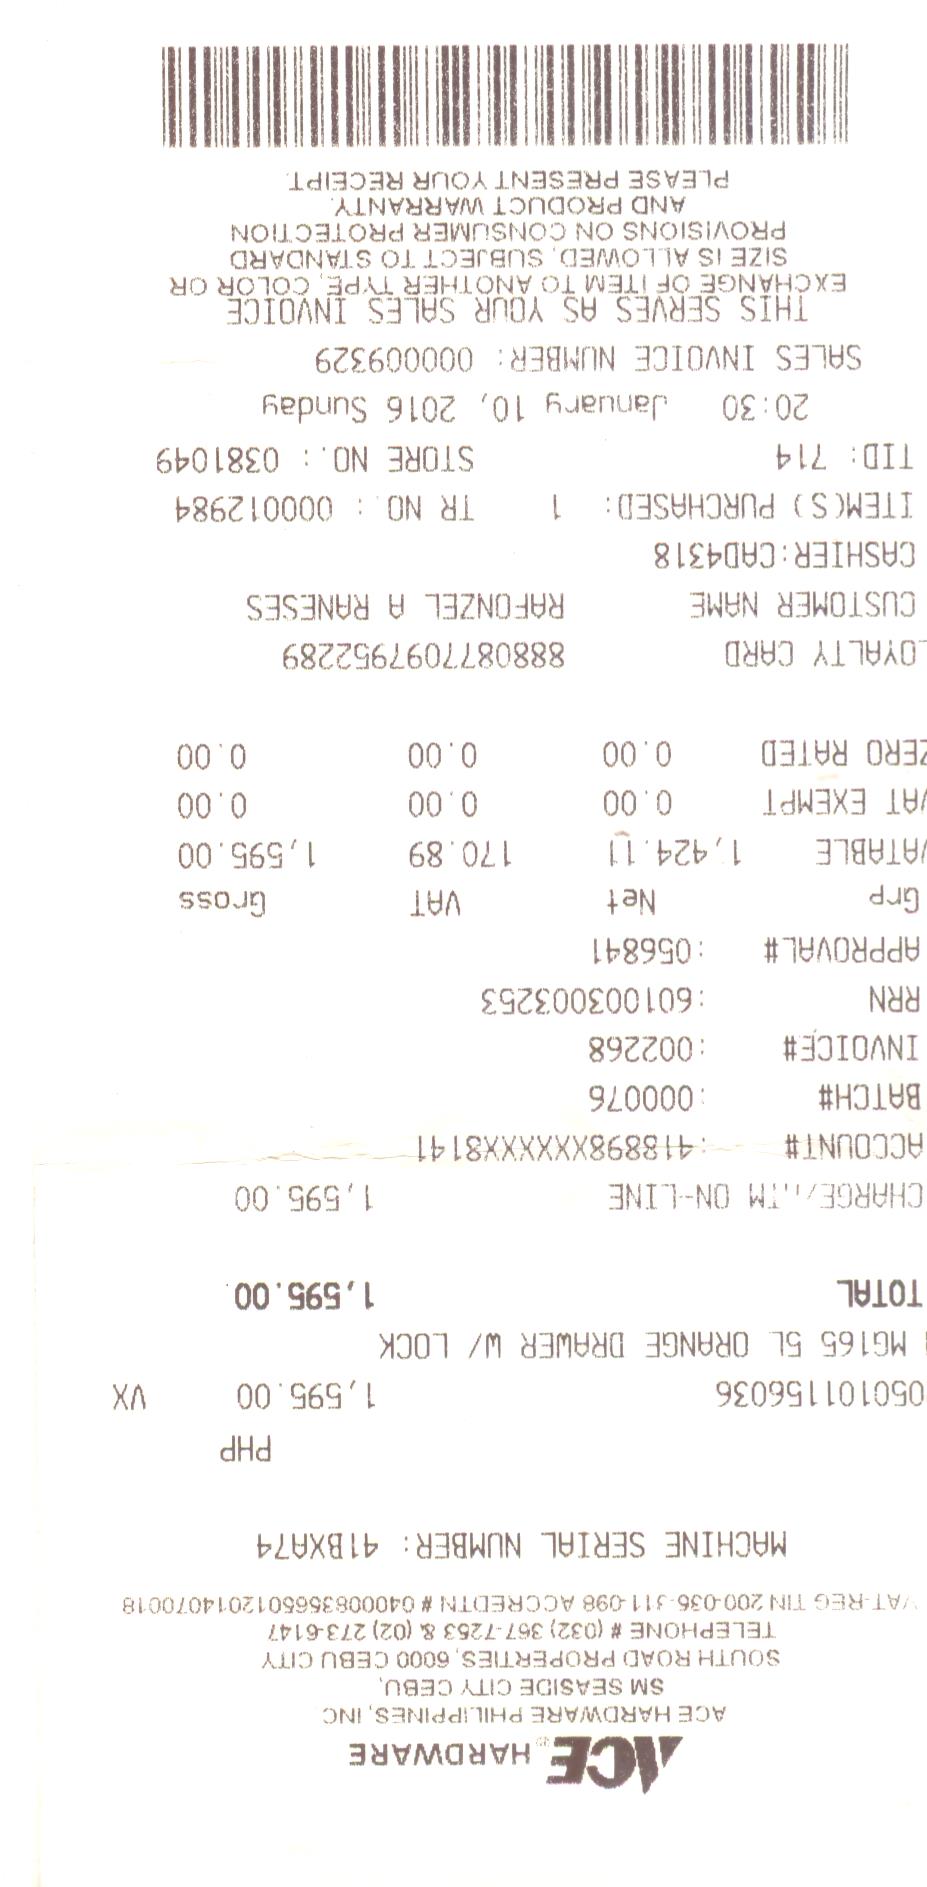 ACE HARDWARE
ACE HARDWARE PHILIPPINES, INC
SM SEASIDE CITY CEBU,
SOUTH ROAD PROPERTIES, 6000 CEBU CITY
TELEPHONE # (032) 367-7253 & (02) 273-6147
VAT-REG TIN 200-035-311-098 ACCREDTN # 0400083565012014070018
MACHINE SERIAL NUMBER: 41BXA74
PHP
050101156036 1,595.00 VX
MG165 5L ORANGE DRAWER W/ LOCK
TOTAL 1,595.00
CHARGE/ATM ON-LINE 1,595.00
ACCOUNT# :418898XXXXXX8141
BATCH# :000076
INVOICE# :002268
RRN :601003003253
APPROVAL# :056841
Grp Net VAT Gross
VATABLE 1,424.11 170.89 1,595.00
VAT EXEMPT 0.00 0.00 0.00
ZERO RATED 0.00 0.00 0.00
LOYALTY CARD 8880877097952289
CUSTOMER NAME RAFONZEL A RANESES
CASHIER:CAD4318
ITEM(S) PURCHASED: 1 TR NO.: 000012984
TID: 714 STORE NO.: 0381049
20:30 January 10, 2016 Sunday
SALES INVOICE NUMBER: 000009329
THIS SERVES AS YOUR SALES INVOICE
EXCHANGE OF ITEM TO ANOTHER TYPE, COLOR OR
SIZE IS ALLOWED, SUBJECT TO STANDARD
PROVISIONS ON CONSUMER PROTECTION
AND PRODUCT WARRANTY.
PLEASE PRESENT YOUR RECEIPT.